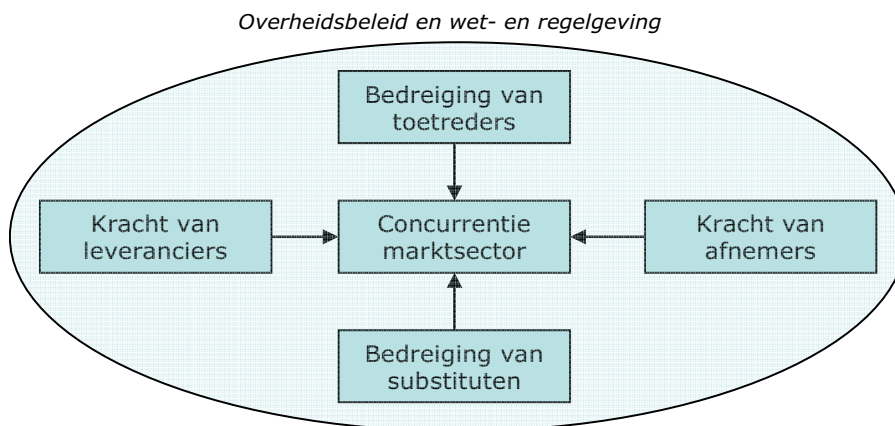 Overheidsbeleid en wet- en regelgeving
Bedreiging van
toetreders
Kracht van
leveranciers
Concurrentie
marktsector
Kracht van
afnemers
Bedreiging van
substituten